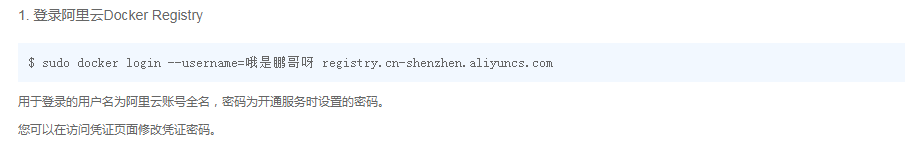 1. 登录阿里云Docker Registry
$ sudo docker login --username=哦是鹏哥呀 registry.cn-shenzhen.aliyuncs.com
用于登录的用户名为阿里云账号全名，密码为开通服务时设置的密码。
您可以在访问凭证页面修改凭证密码。